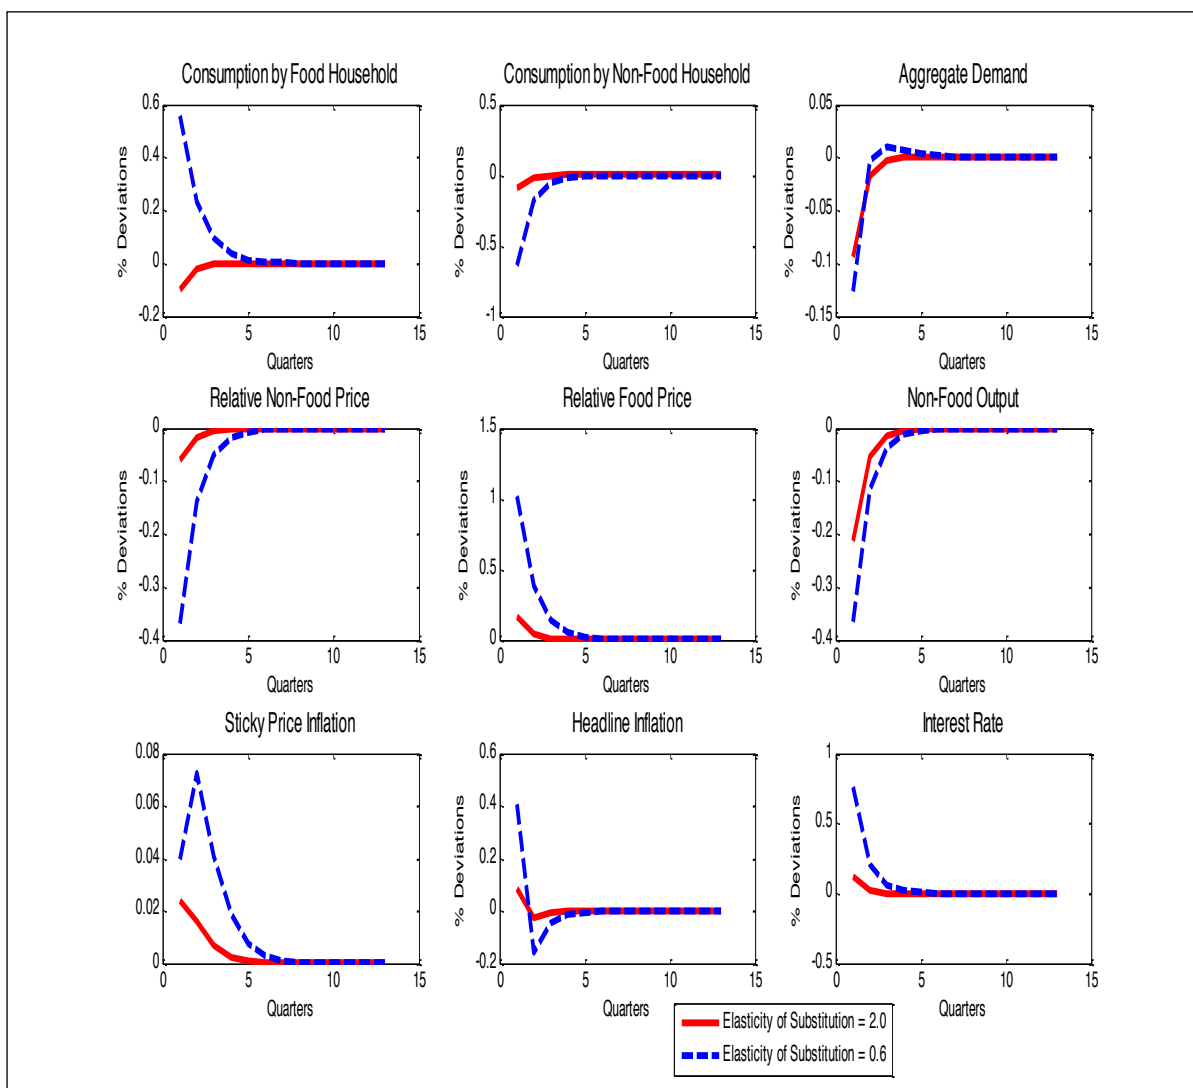 Consumption by Food Household
Consumption by Non-Food Household
Aggregate Demand
% Deviations
0.6
0.4
0.2
0
-0.2
0 5 10 15
Quarters
% Deviations
0.5
0
-0.5
-1
0 5 10 15
Quarters
% Deviations
0.05
0
-0.05
-0.1
-0.15
0 5 10 15
Quarters
Relative Non-Food Price
Relative Food Price
Non-Food Output
% Deviations
0
-0.1
-0.2
-0.3
-0.4
0 5 10 15
Quarters
% Deviations
1.5
1
0.5
0
0 5 10 15
Quarters
% Deviations
0
-0.1
-0.2
-0.3
-0.4
0 5 10 15
Quarters
Sticky Price Inflation
Headline Inflation
Interest Rate
% Deviations
0.08
0.06
0.04
0.02
0
0 5 10 15
Quarters
% Deviations
0.6
0.4
0.2
0
-0.2
0 5 10 15
Quarters
% Deviations
1
0.5
0
-0.5
0 5 10 15
Quarters
Elasticity of Substitution = 2.0
Elasticity of Substitution = 0.6